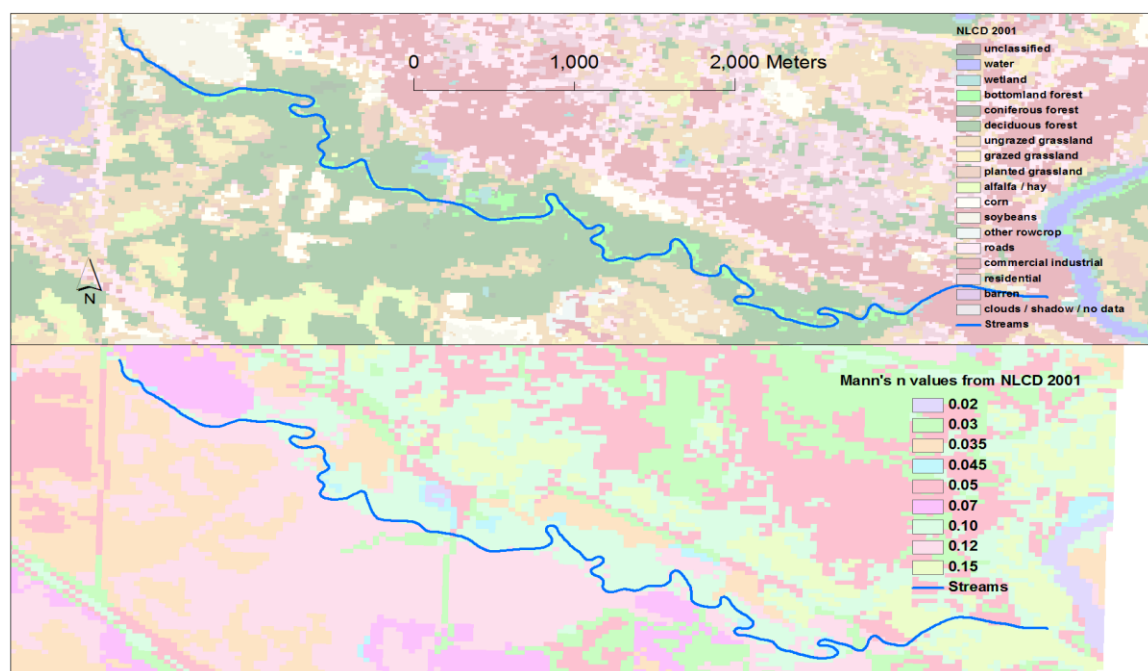 NLCD 2001
0 1,000 2,000 Meters
unclassified
water
wetland
bottomland forest
coniferous forest
deciduous forest
ungrazed grassland
grazed grassland
planted grassland
alfalfa / hay
corn
soybeans
other rowcrop
roads
commercial industrial
residential
barren
clouds / shadow / no data
Streams
N
Mann's n values from NLCD 2001
0.02
0.03
0.035
0.045
0.05
0.07
0.10
0.12
0.15
Streams